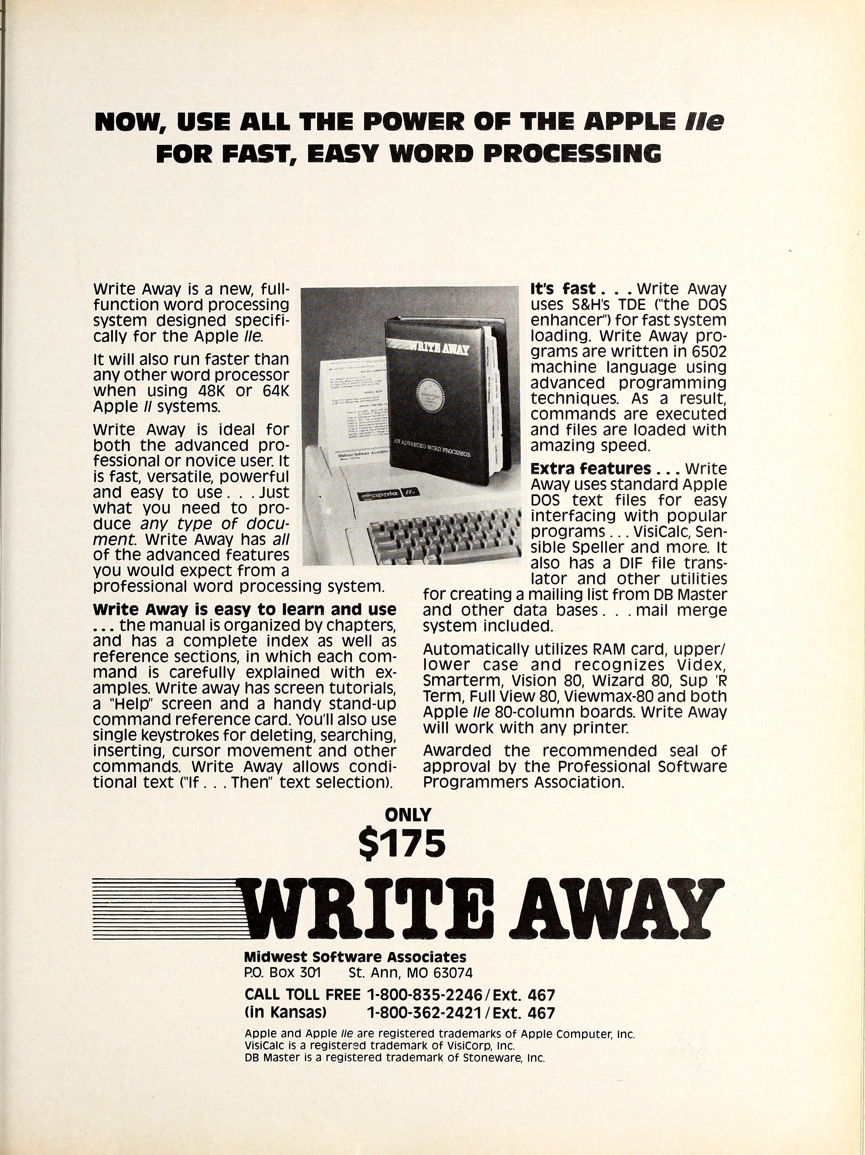 NOW, USE ALL THE POWER OF THE APPLE IIe
FOR FAST, EASY WORD PROCESSING
Write Away is a new, full-
function word processing
system designed specifi-
cally for the Apple IIe.
It will also run faster than
any other word processor
when using 48K or 64K
Apple II systems.
Write Away is ideal for
both the advanced pro-
fessional or novice user. It
is fast, versatile, powerful
and easy to use . . . Just
what you need to pro-
duce any type of docu-
ment. Write Away has all
of the advanced features
you would expect from a
professional word processing system.
Write Away is easy to learn and use
. . . the manual is organized by chapters,
and has a complete index as well as
reference sections, in which each com-
mand is carefully explained with ex-
amples. Write away has screen tutorials,
a "Help" screen and a handy stand-up
command reference card. You'll also use
single keystrokes for deleting, searching,
inserting, cursor movement and other
commands. Write Away allows condi-
tional text ("If . . . Then" text selection).
WRITE AWAY
AN ADVANCED WORD PROCESSOR
apple IIe
It's fast . . . Write Away
uses S&H's TDE ("the DOS
enhancer") for fast system
loading. Write Away pro-
grams are written in 6502
machine language using
advanced programming
techniques. As a result,
commands are executed
and files are loaded with
amazing speed.
Extra features . . . Write
Away uses standard Apple
DOS text files for easy
interfacing with popular
programs . . . VisiCalc, Sen-
sible Speller and more. It
also has a DIF file trans-
lator and other utilities
for creating a mailing list from DB Master
and other data bases . . . mail merge
system included.
Automatically utilizes RAM card, upper/
lower case and recognizes Videx,
Smarterm, Vision 80, Wizard 80, Sup 'R
Term, Full View 80, Viewmax-80 and both
Apple IIe 80-column boards. Write Away
will work with any printer.
Awarded the recommended seal of
approval by the Professional Software
Programmers Association.
ONLY
$175
WRITE AWAY
Midwest Software Associates
P.O. Box 301 St. Ann, MO 63074
CALL TOLL FREE 1-800-835-2246 / Ext. 467
(in Kansas) 1-800-362-2421 / Ext. 467
Apple and Apple IIe are registered trademarks of Apple Computer, Inc.
VisiCalc is a registered trademark of VisiCorp, Inc.
DB Master is a registered trademark of Stoneware, Inc.